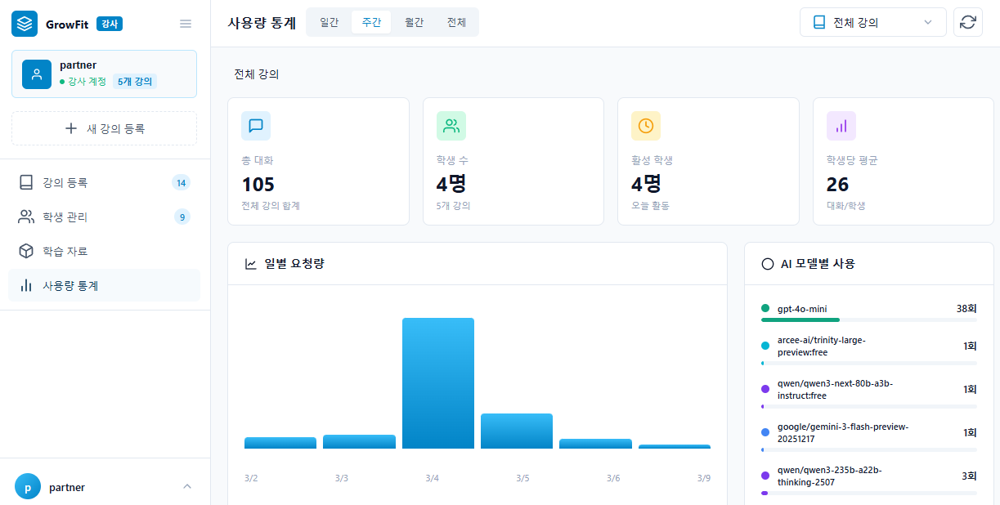 GrowFit 강사
partner
강사 계정 5개 강의
새 강의 등록
강의 등록 14
학생 관리 9
학습 자료
사용량 통계
partner
p
사용량 통계 일간 주간 월간 전체
전체 강의
전체 강의
총 대화
105
전체 강의 합계
학생 수
4명
5개 강의
활성 학생
4명
오늘 활동
학생당 평균
26
대화/학생
일별 요청량
3/2 3/3 3/4 3/5 3/6 3/9
AI 모델별 사용
gpt-4o-mini 38회
arcee-ai/trinity-large-
preview:free 1회
qwen/qwen3-next-80b-a3b-
instruct:free 1회
google/gemini-3-flash-preview-
20251217 1회
qwen/qwen3-235b-a22b-
thinking-2507 3회